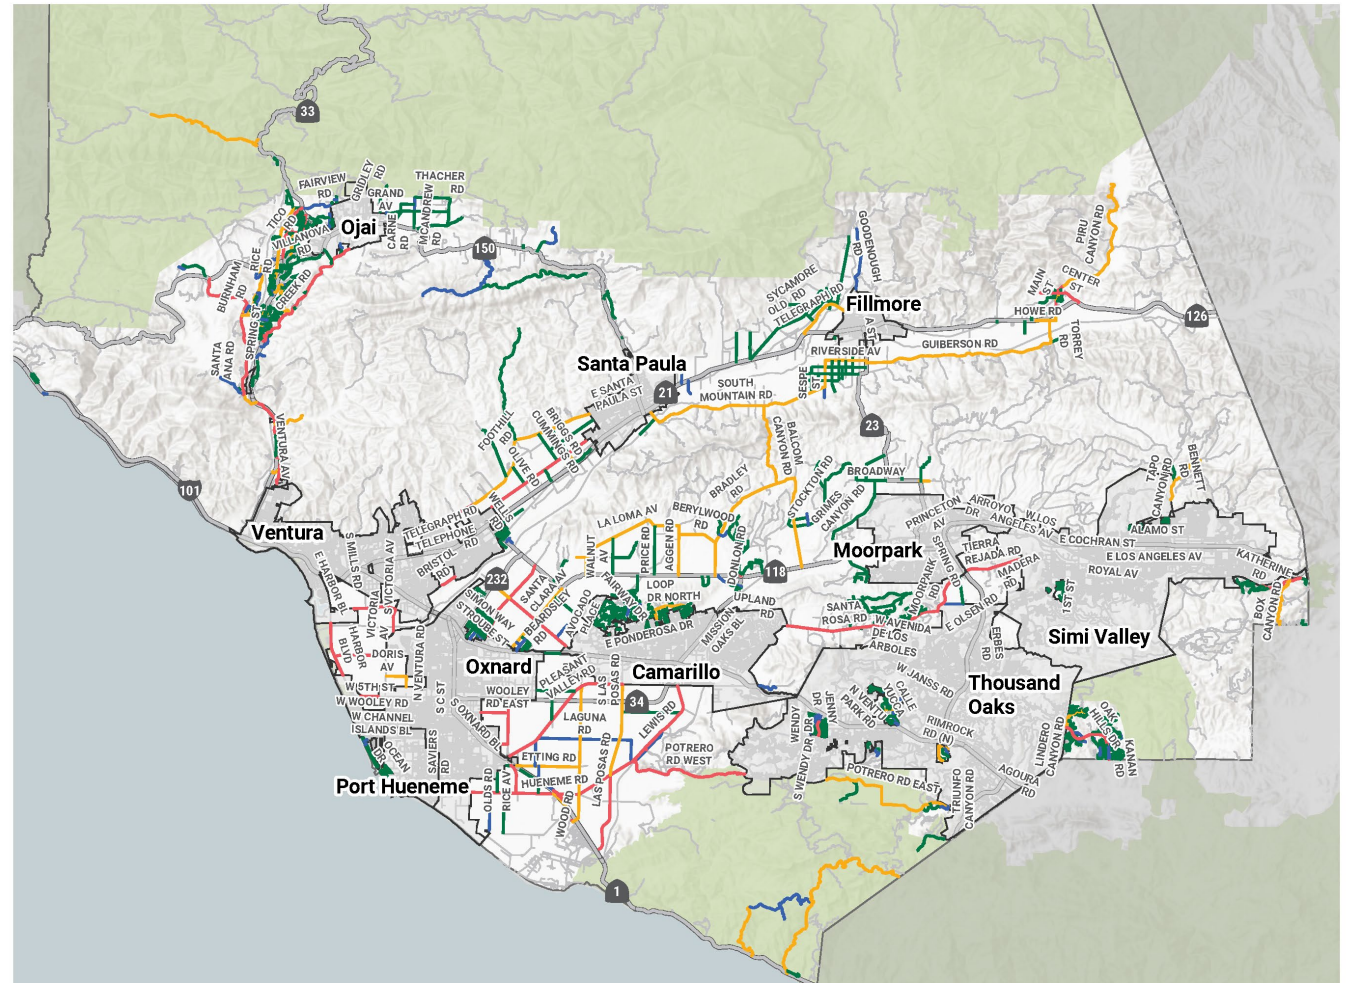 33
FAIRVIEW
RD
GRIDLEY
RD
GRAND
AV
THACHER
RD
MCANDREW
RD
CARNE
RD
TICO
RD
Ojai
VILLANOVA
RD
RICE
RD
150
BURNHAM
RD
CREEK RD
SPRING ST
SANTA
ANA RD
VENTURA AV
101
GOODENOUGH
RD
SYCAMORE
RD
OLD
TELEGRAPH RD
Fillmore
A ST
PIRU
CANYON RD
MAIN
ST
CENTER
ST
HOWE RD
126
TORREY
RD
GUIBERSON RD
RIVERSIDE AV
SESPE
ST
Santa Paula
E SANTA
PAULA ST
21
SOUTH
MOUNTAIN RD
23
BALCOM
CANYON RD
FOOTHILL
RD
BRIGGS RD
CUMMINGS RD
OLIVE RD
WELLS
RD
BRADLEY
RD
STOCKTON RD
BROADWAY
GRIMES
CANYON RD
BERYLWOOD
RD
LA LOMA AV
TELEGRAPH RD
TELEPHONE
RD
BRISTOL
RD
Ventura
E HARBOR BL
MILLS RD
S VICTORIA AV
VICTORIA
AV
WALNUT
AV
PRICE RD
AGGEN RD
DONLON RD
118
Moorpark
PRINCETON
AV
ARROYO
DR
W LOS
ANGELES AV
SPRING RD
TIERRA
REJADA RD
MADERA
RD
TAPO
CANYON RD
BENNETT
RD
ALAMO ST
E COCHRAN ST
E LOS ANGELES AV
ROYAL AV
KATHERINE
RD
BOX
CANYON RD
1ST ST
Simi Valley
232
SANTA
CLARA AV
SIMON WAY
STROUBE ST
BEARDSLEY
RD
AVOCADO
PLACE
FAIRWAY DR
LOOP
DR NORTH
E PONDEROSA DR
UPLAND
RD
MISSION
OAKS BL
SANTA
ROSA RD
MOORPARK
RD
W AVENIDA
DE LOS
ARBOLES
E OLSEN RD
ERBES
RD
W JANSS RD
Oxnard
Camarillo
HARBOR
BLVD
DORIS
AV
N VENTURA RD
W 5TH ST
W WOOLEY RD
W CHANNEL
ISLANDS BL
S C ST
SAVIERS
RD
S OXNARD BL
WOOLEY
RD EAST
PLEASANT
VALLEY RD
LAS
POSAS RD
34
LEWIS RD
LAGUNA
RD
ETTING RD
HUENEME RD
LAS POSAS RD
POTRERO
RD WEST
OCEAN
DR
Port Hueneme
OLDS RD
RICE AV
WOOD RD
1
WENDY
DR
JENNY
DR
S WENDY DR
N VENTU
PARK RD
CALLE
YUCCA
Thousand
Oaks
RIMROCK
RD (N)
POTRERO RD EAST
TRIUNFO
CANYON RD
AGOURA
RD
LINDERO
CANYON RD
OAK
HILLS DR
KANAN
RD